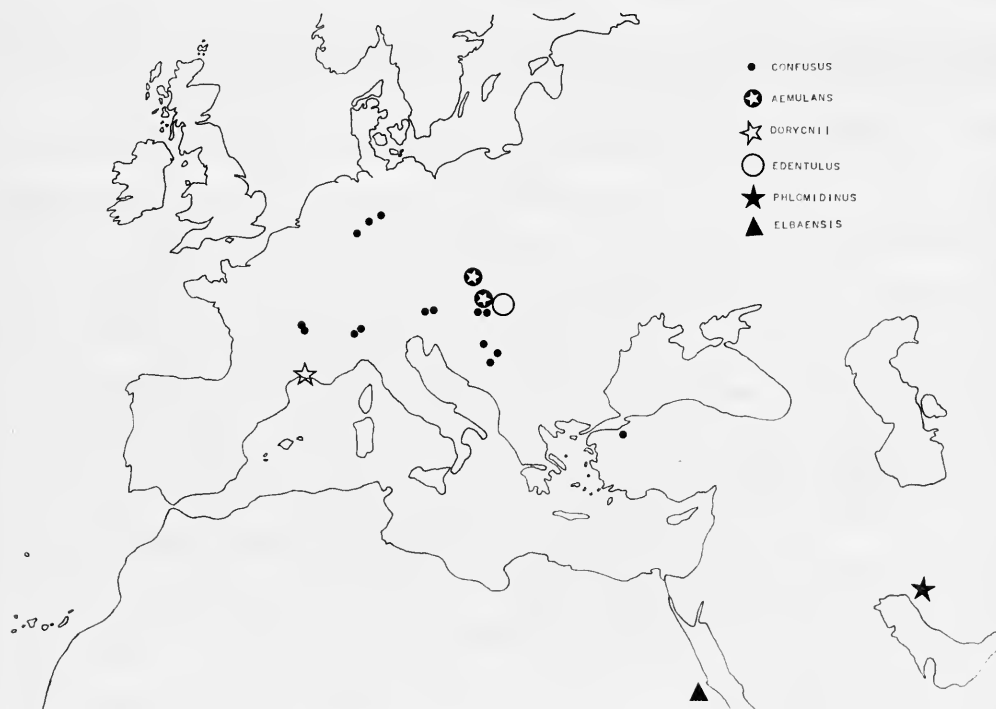 CONFUSUS
AEMULANS
DORYCNII
EDENTULUS
PHLOMIDINUS
ELBAENSIS